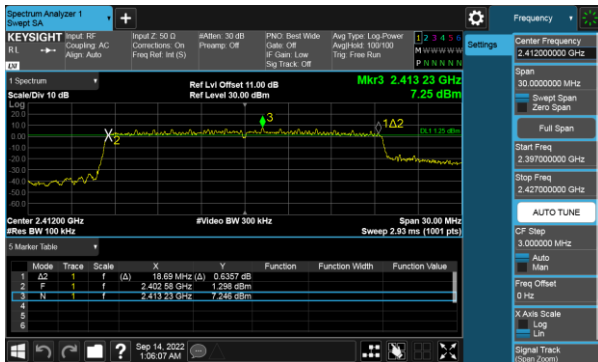 Spectrum Analyzer 1
Swept SA
Frequency
KEYSIGHT
RL
Input: RF
Coupling: AC
Align: Auto
Input Z: 50 Ω
Corrections: On
Freq Ref: Int (S)
#Atten: 30 dB
Preamp: Off
PNO: Best Wide
Gate: Off
IF Gain: Low
Sig Track: Off
Avg Type: Log-Power
Avg|Hold: 100/100
Trig: Free Run
1 2 3 4 5 6
M W W W W W
P N N N N N
Settings
1 Spectrum
Scale/Div 10 dB
Ref Lvl Offset 11.00 dB
Ref Level 30.00 dBm
Mkr3 2.413 23 GHz
7.25 dBm
Log
20.0
10.0
0.00
-10.0
-20.0
-30.0
-40.0
-50.0
-60.0
X2
3
1Δ2
DL1 1.25 dBm
Center 2.41200 GHz
#Res BW 100 kHz
#Video BW 300 kHz
Span 30.00 MHz
Sweep 2.93 ms (1001 pts)
5 Marker Table
Mode Trace Scale X Y Function Function Width Function Value
1 Δ2 1 f (Δ) 18.69 MHz (Δ) 0.6357 dB
2 F 1 f 2.402 58 GHz 1.298 dBm
3 N 1 f 2.413 23 GHz 7.246 dBm
4
5
6
Sep 14, 2022
1:06:07 AM
Center Frequency
2.412000000 GHz
Span
30.0000000 MHz
Swept Span
Zero Span
Full Span
Start Freq
2.397000000 GHz
Stop Freq
2.427000000 GHz
AUTO TUNE
CF Step
3.000000 MHz
Auto
Man
Freq Offset
0 Hz
X Axis Scale
Log
Lin
Signal Track
(Span Zoom)